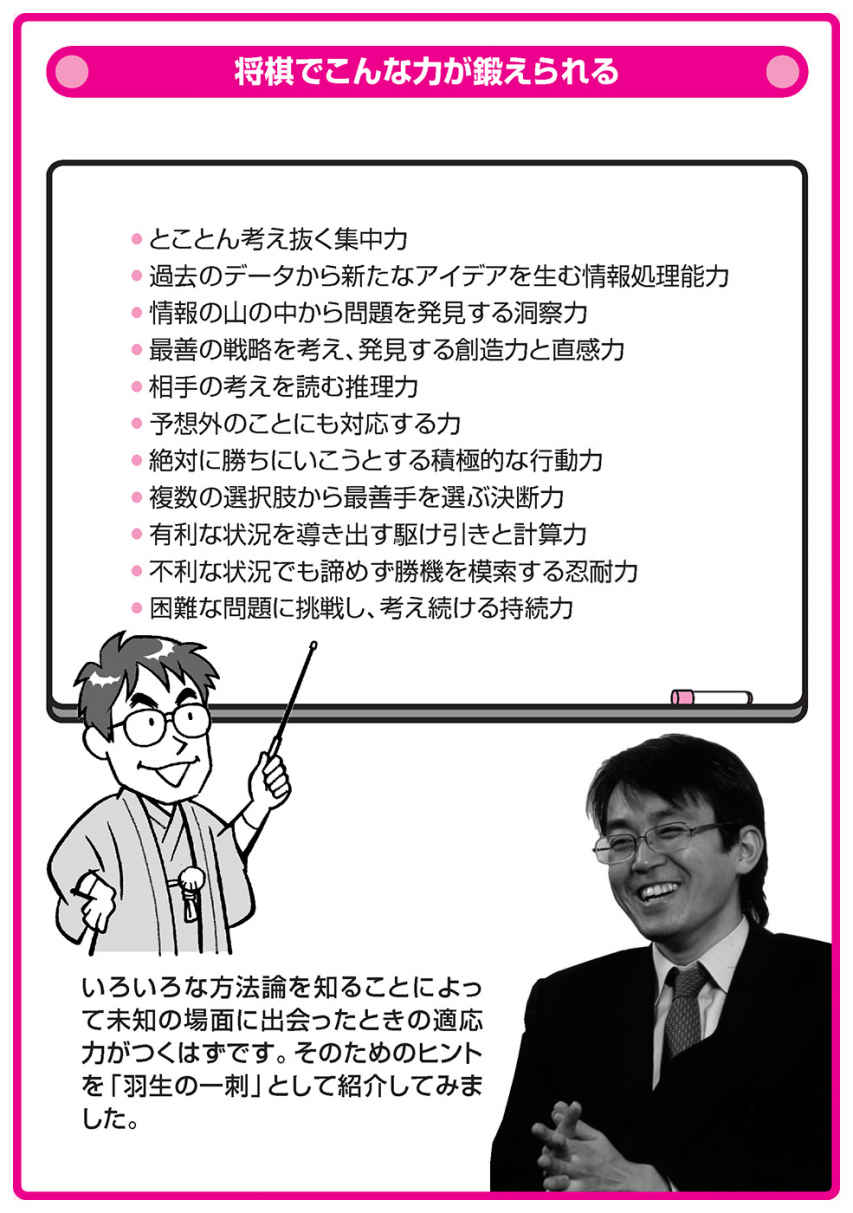 将棋でこんな力が鍛えられる
●とことん考え抜く集中力
●過去のデータから新たなアイデアを生む情報処理能力
●情報の山の中から問題を発見する洞察力
●最善の戦略を考え、発見する創造力と直感力
●相手の考えを読む推理力
●予想外のことにも対応する力
●絶対に勝ちにいこうとする積極的な行動力
●複数の選択肢から最善手を選ぶ決断力
●有利な状況を導き出す駆け引きと計算力
●不利な状況でも諦めず勝機を模索する忍耐力
●困難な問題に挑戦し、考え続ける持続力
いろいろな方法論を知ることによっ
て未知の場面に出会ったときの適応
力がつくはずです。そのためのヒント
を「羽生の一刺」として紹介してみま
した。